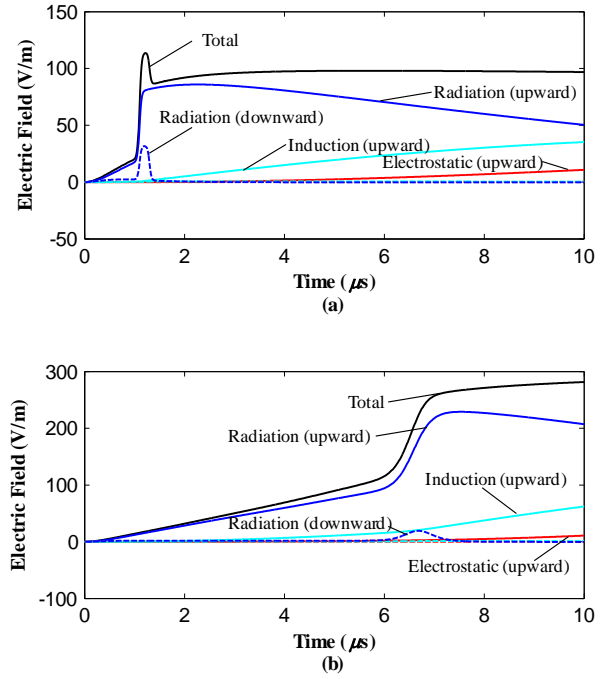 150
100
50
0
-50
Electric Field (V/m)
Total
Radiation (upward)
Radiation (downward)
Induction (upward)
Electrostatic (upward)
0 2 4 6 8 10
Time (μs)
(a)
300
200
100
0
-100
Electric Field (V/m)
Total
Radiation (upward)
Induction (upward)
Radiation (downward)
Electrostatic (upward)
0 2 4 6 8 10
Time (μs)
(b)